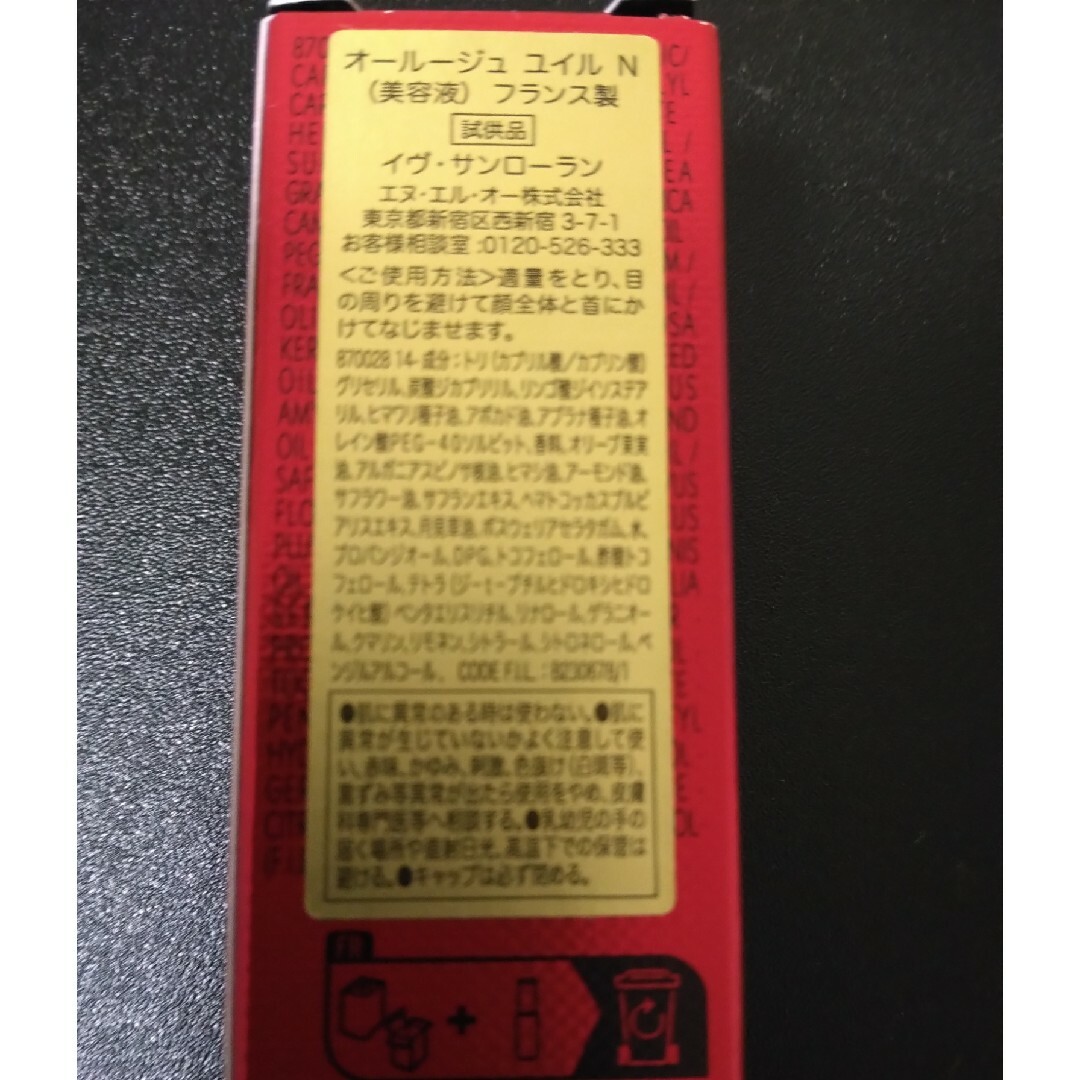 オールージュ ユイル N
（美容液） フランス製
試供品
イヴ・サンローラン
エヌ・エル・オー株式会社
東京都新宿区西新宿 3-7-1
お客様相談室 :0120-526-333
＜ご使用方法＞適量をとり、目
の周りを避けて顔全体と首にか
けてなじませます。
870028 14- 成分：トリ（カプリル酸／カプリン酸）
グリセリル、炭酸ジカプリリル、リンゴ酸ジイソステア
リル、ヒマワリ種子油、アボカド油、アブラナ種子油、オ
レイン酸PEG－40ソルビット、香料、オリーブ果実
油、アルガニアスピノサ核油、ヒマシ油、アーモンド油、
サフラワー油、サフランエキス、ヘマトコッカスプルビ
アリスエキス、月見草油、ボスウェリアセラタガム、水、
プロパンジオール、DPG、トコフェロール、酢酸トコ
フェロール、テトラ（ジーtーブチルヒドロキシヒドロ
ケイヒ酸）ペンタエリスリチル、リナロール、ゲラニオー
ル、クマリン、リモネン、シトラール、シトロネロール、ベ
ンジルアルコール、 CODE F.I.L. : B230678/1
●肌に異常のある時は使わない。●肌に
異常が生じていないかよく注意して使
い、赤味、かゆみ、刺激、色抜け（白斑等）、
黒ずみ等異常が出たら使用をやめ、皮膚
科専門医等へ相談する。●乳幼児の手の
届く場所や直射日光、高温下での保管は
避ける。●キャップは必ず閉める。
FR
+